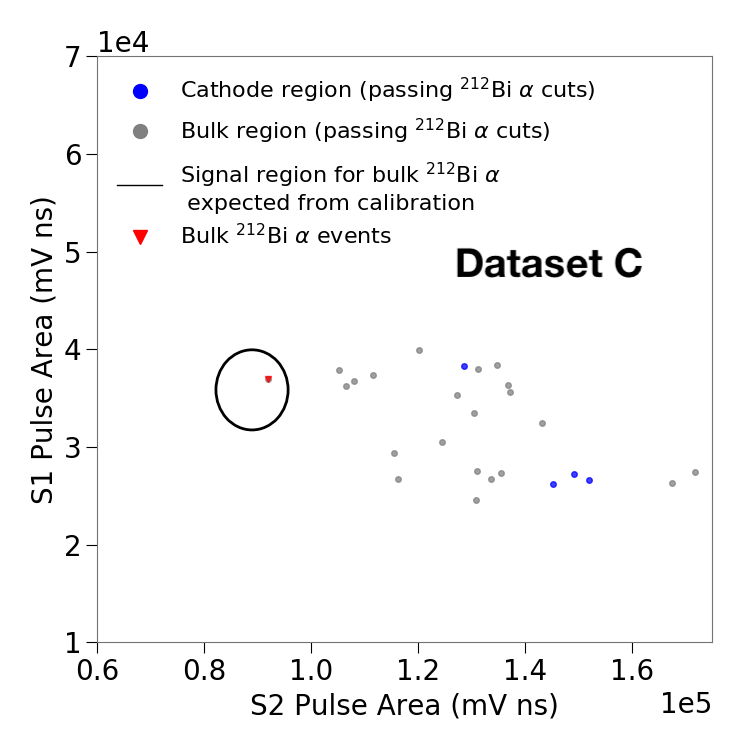 1e4
7
Cathode region (passing ²¹²Bi α cuts)
Bulk region (passing ²¹²Bi α cuts)
6
Signal region for bulk ²¹²Bi α
expected from calibration
Bulk ²¹²Bi α events
5
Dataset C
4
3
2
1
S1 Pulse Area (mV ns)
0.6 0.8 1.0 1.2 1.4 1.6
S2 Pulse Area (mV ns)
1e5